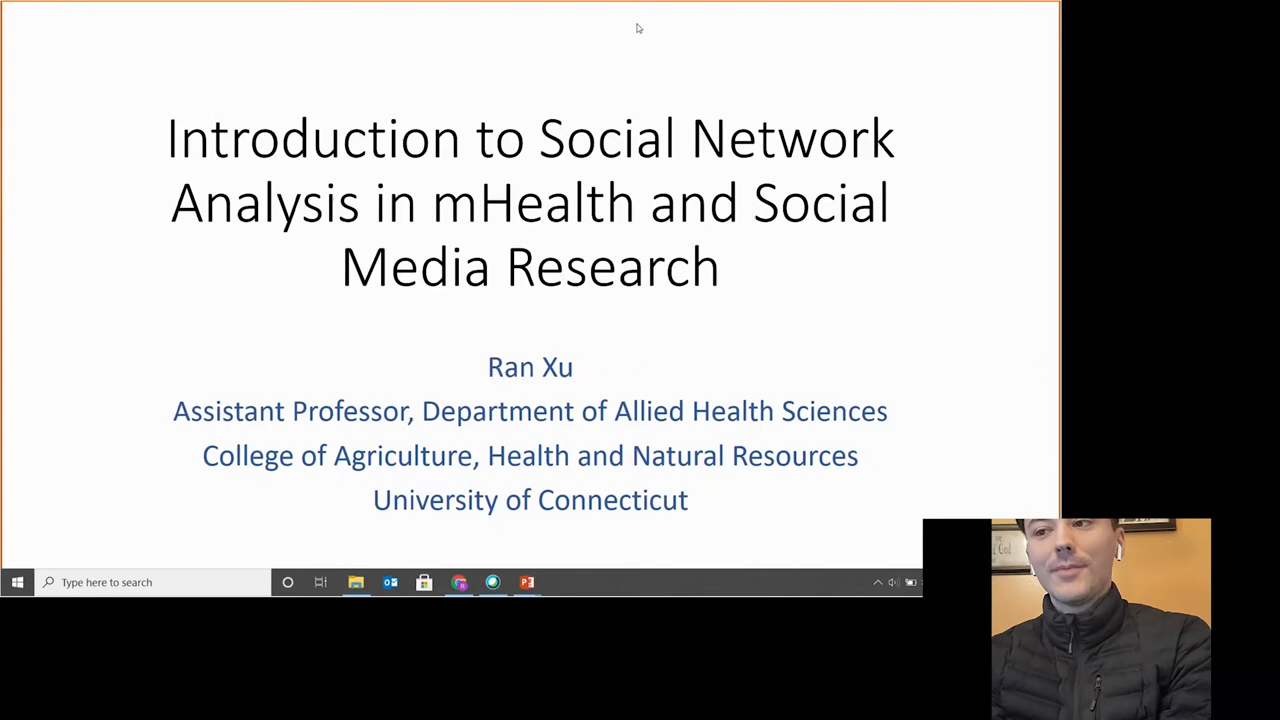 Introduction to Social Network
Analysis in mHealth and Social
Media Research
Ran Xu
Assistant Professor, Department of Allied Health Sciences
College of Agriculture, Health and Natural Resources
University of Connecticut
Type here to search